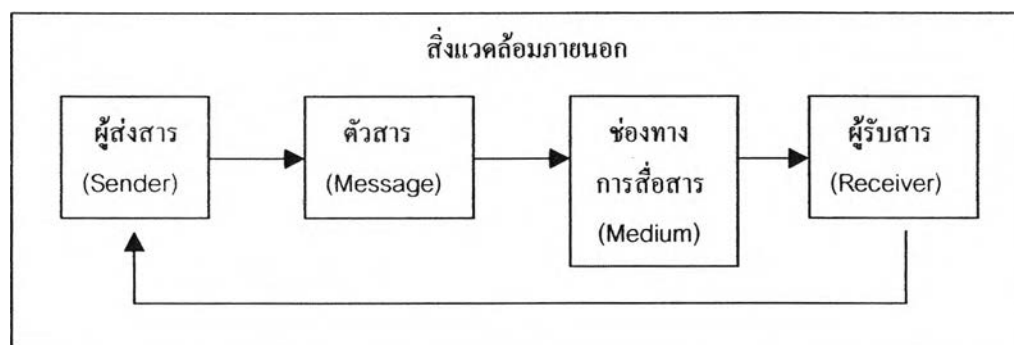 สิ่งแวดล้อมภายนอก
ผู้ส่งสาร
(Sender)
ตัวสาร
(Message)
ช่องทาง
การสื่อสาร
(Medium)
ผู้รับสาร
(Receiver)